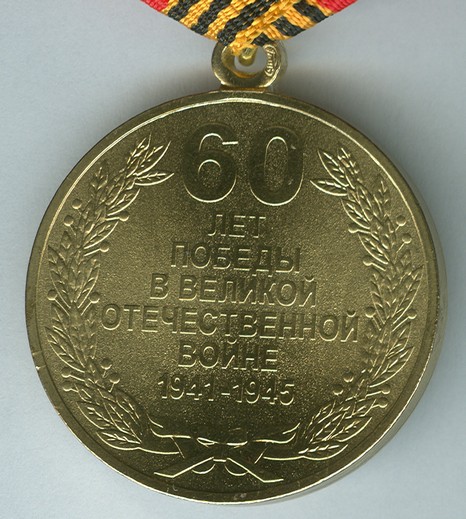 60
ЛЕТ
ПОБЕДЫ
В ВЕЛИКОЙ
ОТЕЧЕСТВЕННОЙ
ВОЙНЕ
1941-1945